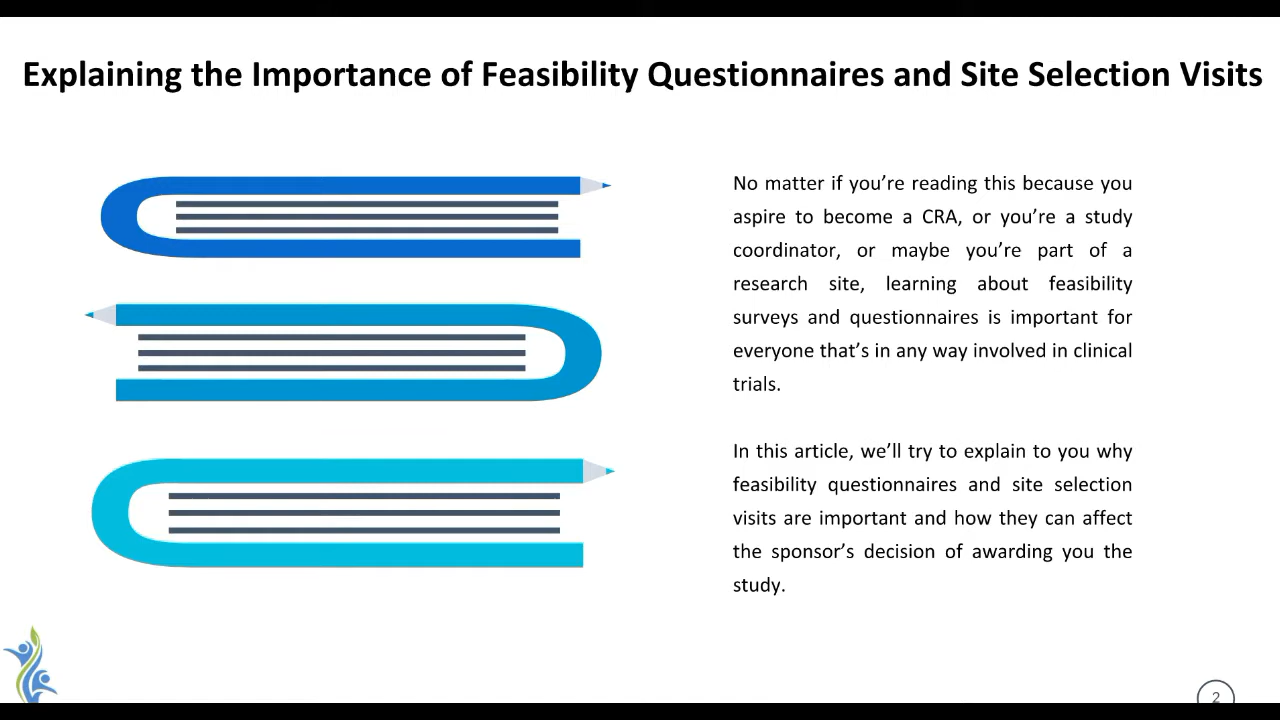 Explaining the Importance of Feasibility Questionnaires and Site Selection Visits
No matter if you’re reading this because you
aspire to become a CRA, or you’re a study
coordinator, or maybe you’re part of a
research site, learning about feasibility
surveys and questionnaires is important for
everyone that’s in any way involved in clinical
trials.
In this article, we’ll try to explain to you why
feasibility questionnaires and site selection
visits are important and how they can affect
the sponsor’s decision of awarding you the
study.
2